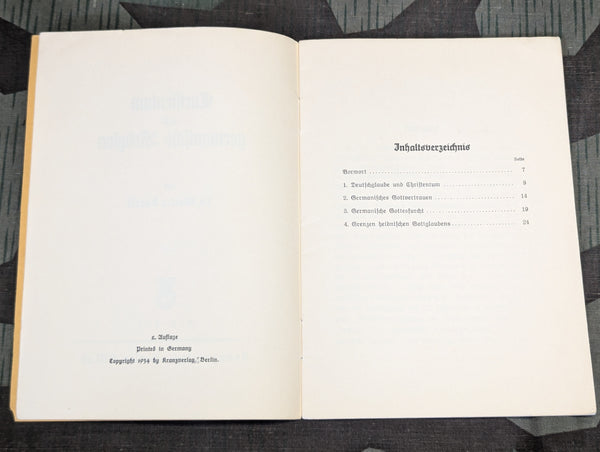 2. Auflage
Printed in Germany
Copyright 1934 by Kranzverlag, Berlin.
Inhaltsverzeichnis
Seite
Vorwort 7
1. Deutschglaube und Christentum 9
2. Germanisches Gottvertrauen 14
3. Germanische Gottesfurcht 19
4. Grenzen heidnischen Gottglaubens 24